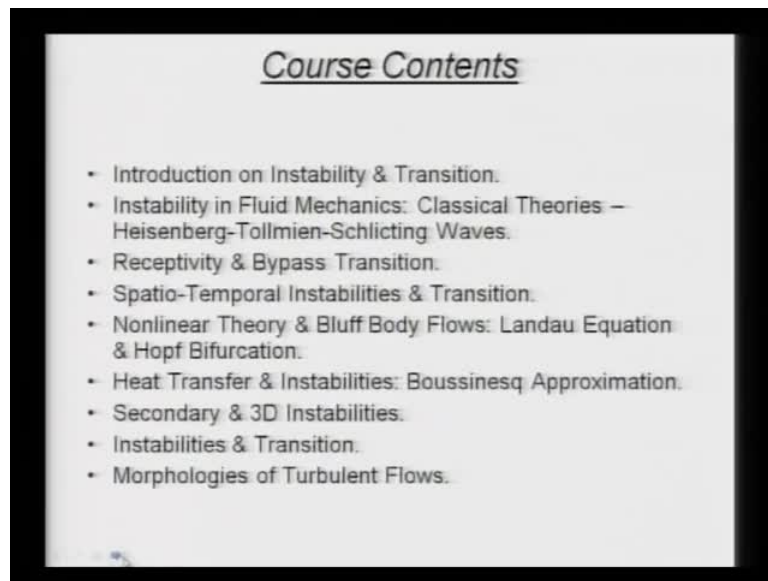 Course Contents
• Introduction on Instability & Transition.
• Instability in Fluid Mechanics: Classical Theories –
Heisenberg-Tollmien-Schlicting Waves.
• Receptivity & Bypass Transition.
• Spatio-Temporal Instabilities & Transition.
• Nonlinear Theory & Bluff Body Flows: Landau Equation
& Hopf Bifurcation.
• Heat Transfer & Instabilities: Boussinesq Approximation.
• Secondary & 3D Instabilities.
• Instabilities & Transition.
• Morphologies of Turbulent Flows.